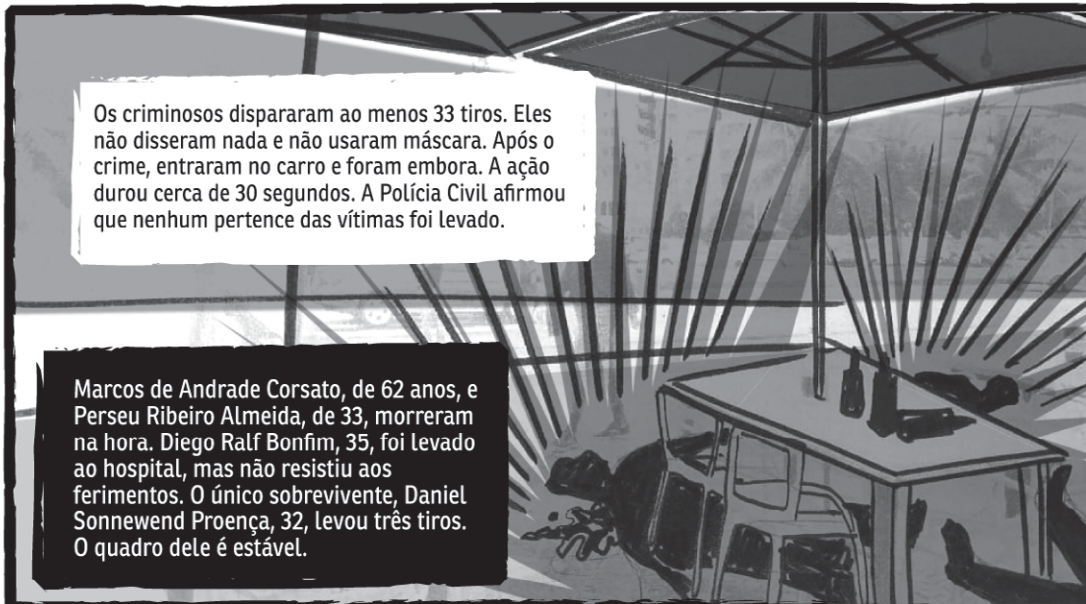 Os criminosos dispararam ao menos 33 tiros. Eles
não disseram nada e não usaram máscara. Após o
crime, entraram no carro e foram embora. A ação
durou cerca de 30 segundos. A Polícia Civil afirmou
que nenhum pertence das vítimas foi levado.
Marcos de Andrade Corsato, de 62 anos, e
Perseu Ribeiro Almeida, de 33, morreram
na hora. Diego Ralf Bonfim, 35, foi levado
ao hospital, mas não resistiu aos
ferimentos. O único sobrevivente, Daniel
Sonnewend Proença, 32, levou três tiros.
O quadro dele é estável.